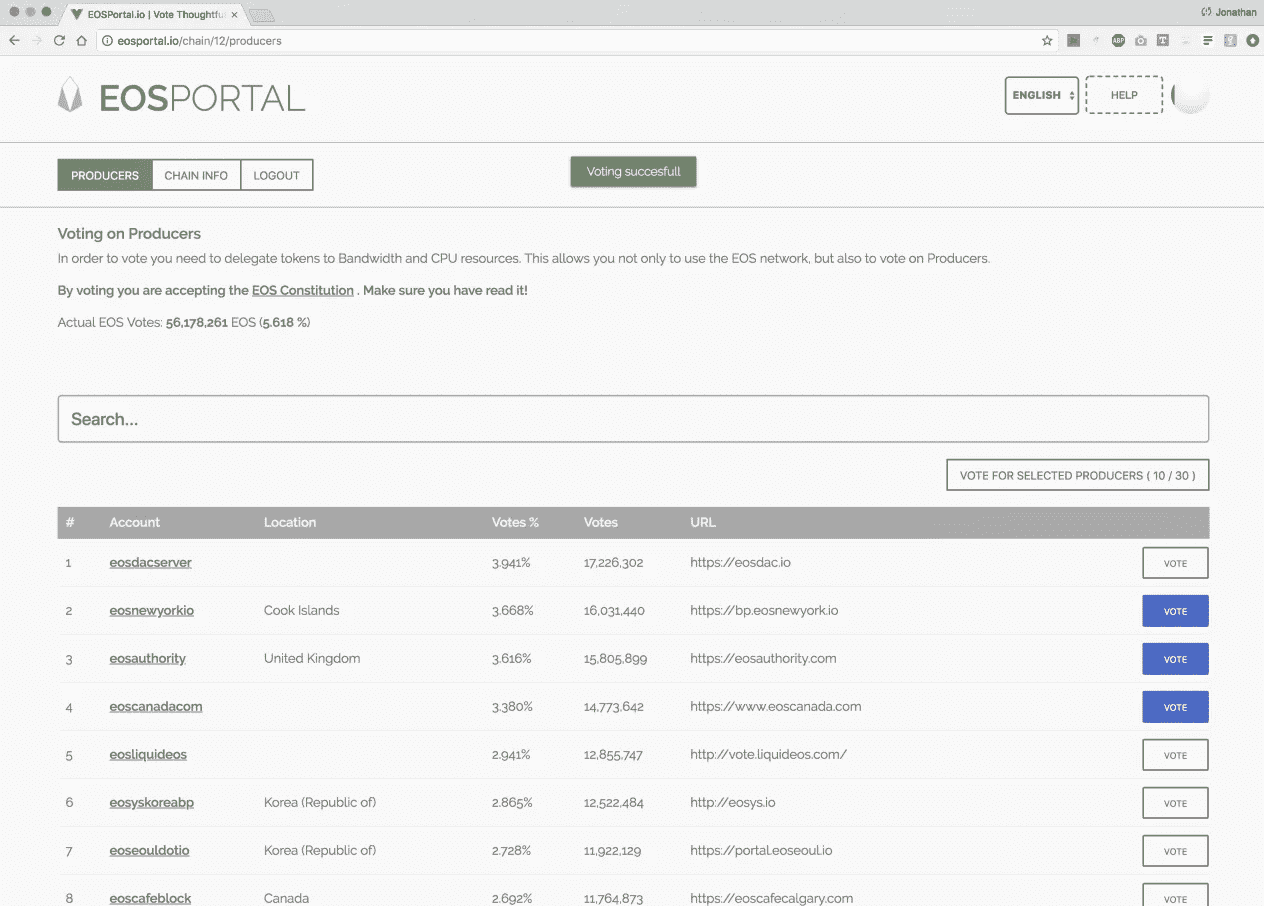 EOSPortal.io | Vote Thoughtfu
Jonathan
eosportal.io/chain/12/producers
ABP
EOSPORTAL
ENGLISH
HELP
PRODUCERS
CHAIN INFO
LOGOUT
Voting succesfull
Voting on Producers
In order to vote you need to delegate tokens to Bandwidth and CPU resources. This allows you not only to use the EOS network, but also to vote on Producers.
By voting you are accepting the EOS Constitution . Make sure you have read it!
Actual EOS Votes: 56,178,261 EOS (5.618 %)
Search...
VOTE FOR SELECTED PRODUCERS ( 10 / 30 )
# Account Location Votes % Votes URL
1 eosdacserver 3.941% 17,226,302 https://eosdac.io VOTE
2 eosnewyorkio Cook Islands 3.668% 16,031,440 https://bp.eosnewyork.io VOTE
3 eosauthority United Kingdom 3.616% 15,805,899 https://eosauthority.com VOTE
4 eoscanadacom 3.380% 14,773,642 https://www.eoscanada.com VOTE
5 eosliquideos 2.941% 12,855,747 http://vote.liquideos.com/ VOTE
6 eosyskoreabp Korea (Republic of) 2.865% 12,522,484 http://eosys.io VOTE
7 eoseouldotio Korea (Republic of) 2.728% 11,922,129 https://portal.eoseoul.io VOTE
8 eoscafeblock Canada 2.692% 11,764,873 https://eoscafecalgary.com VOTE